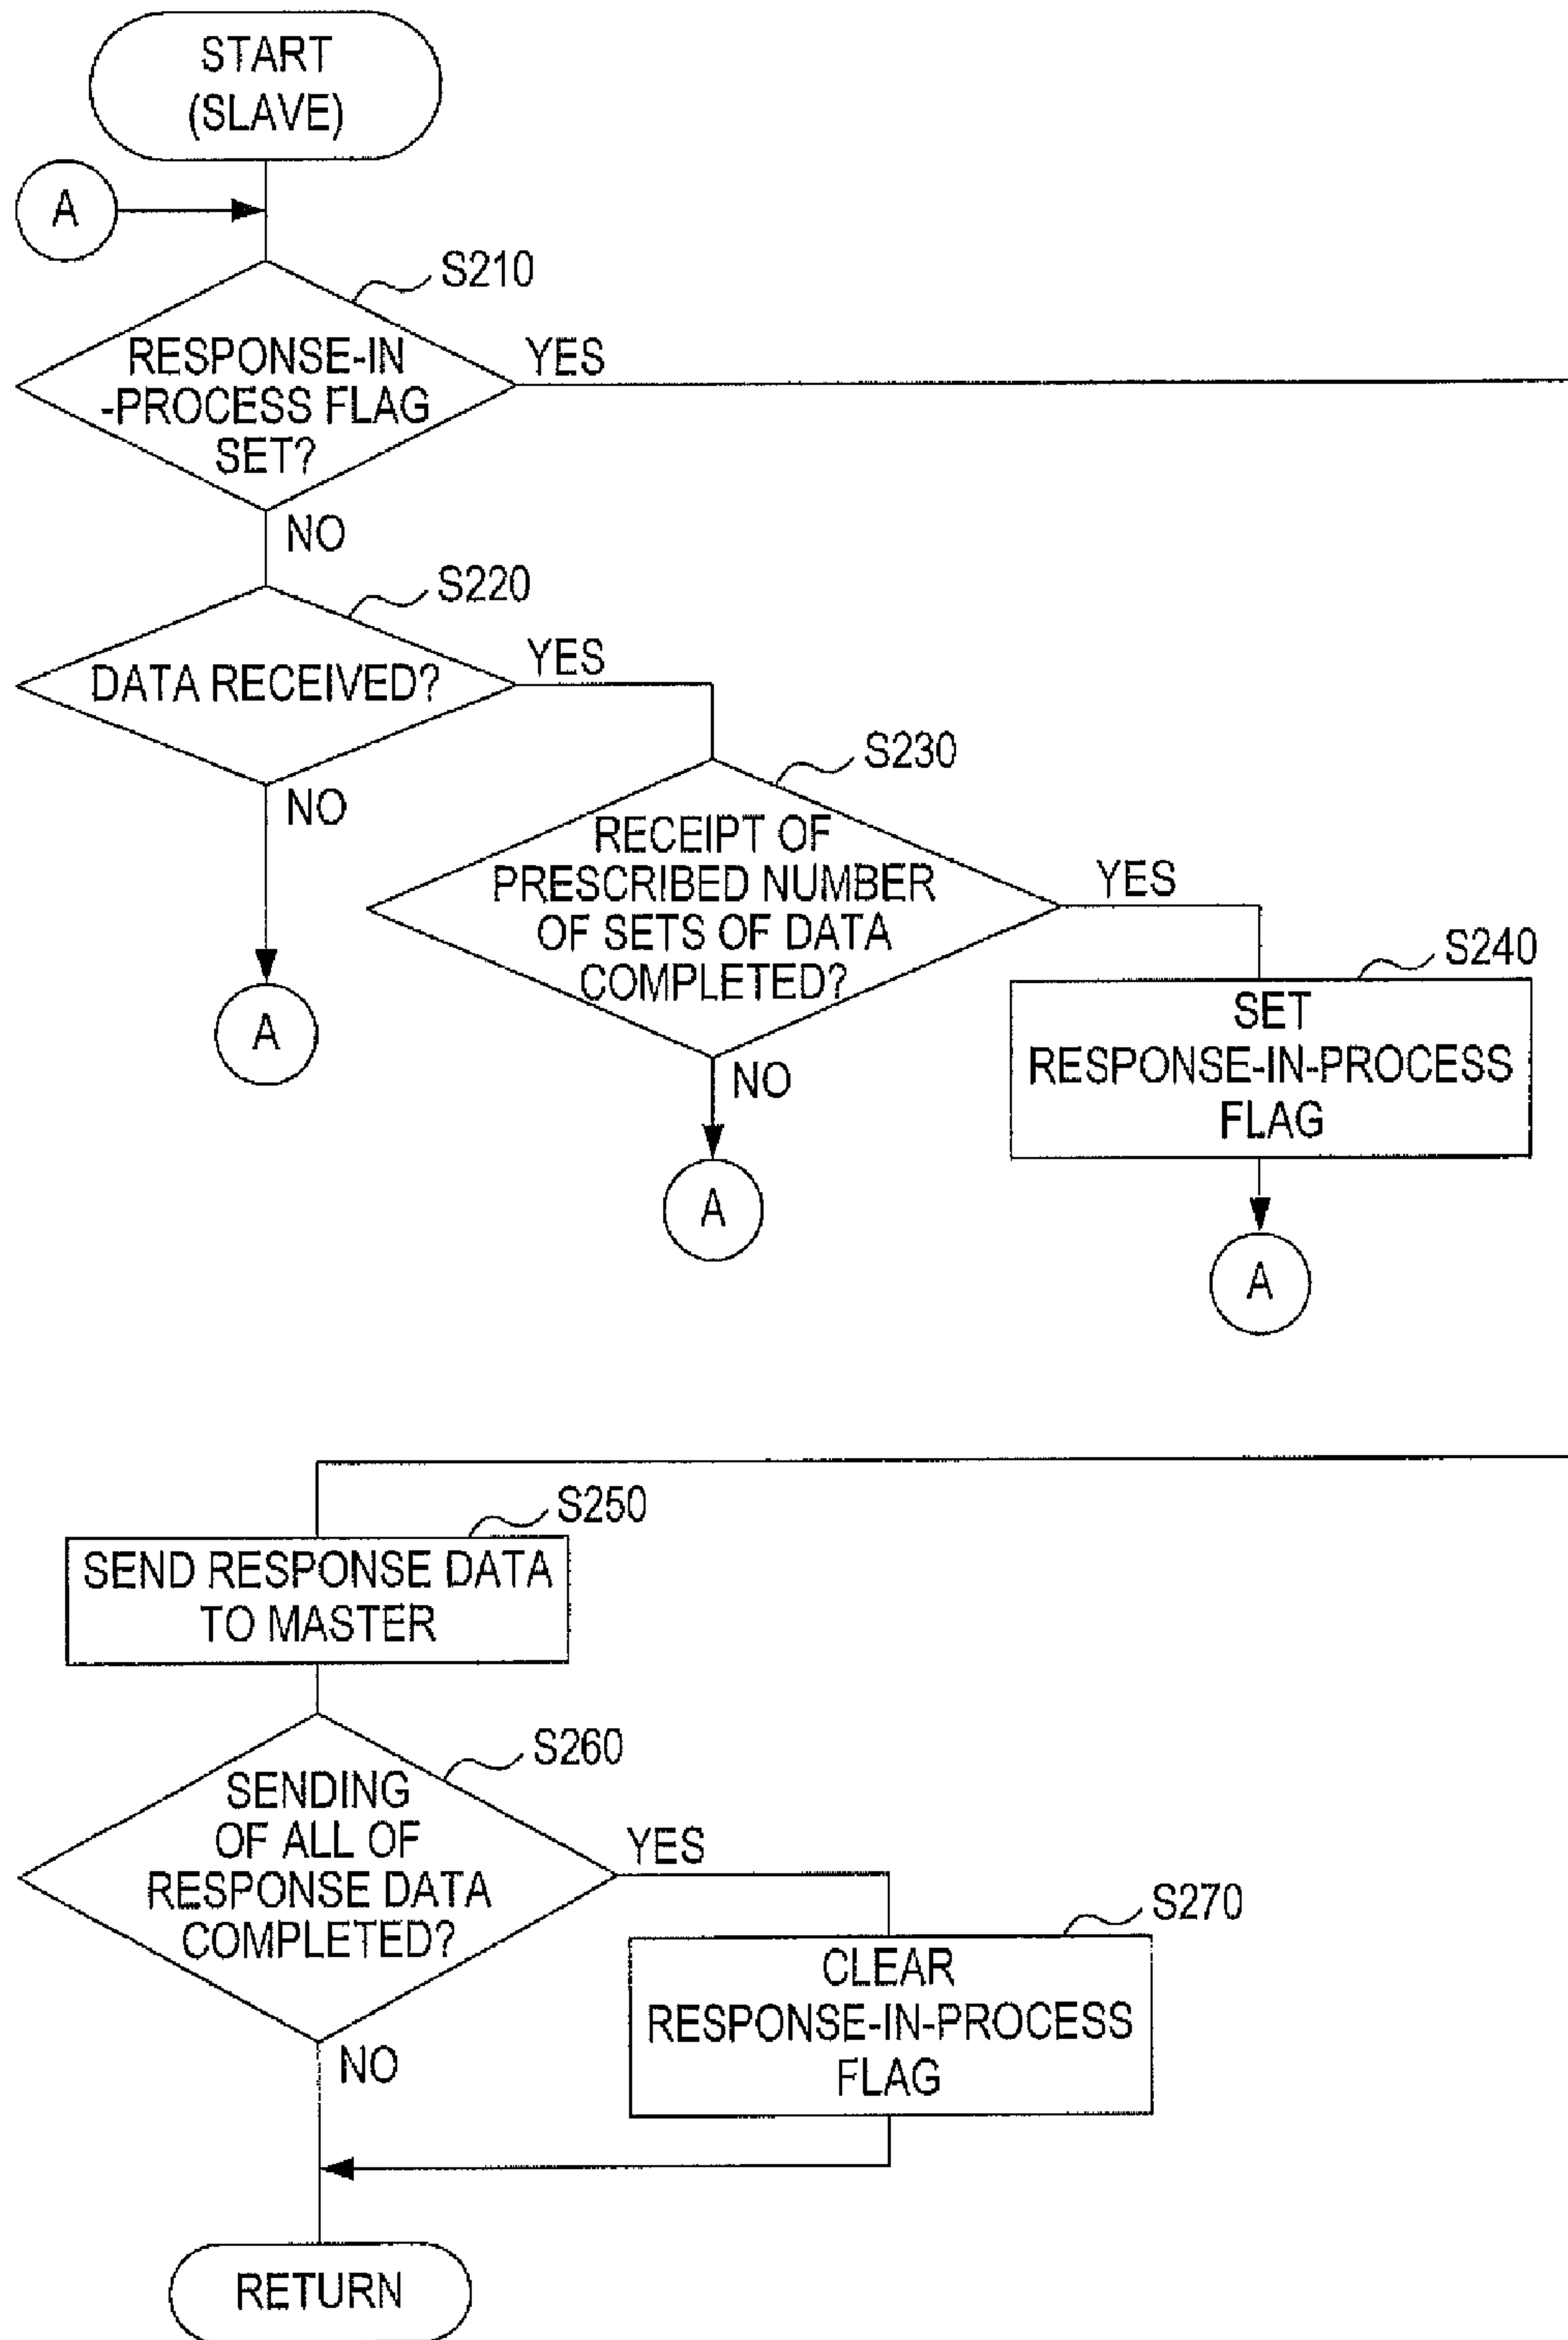 START
(SLAVE)
A
S210
RESPONSE-IN
-PROCESS FLAG
SET?
YES
NO
S220
DATA RECEIVED?
YES
NO
A
S230
RECEIPT OF
PRESCRIBED NUMBER
OF SETS OF DATA
COMPLETED?
YES
NO
A
S240
SET
RESPONSE-IN-PROCESS
FLAG
A
S250
SEND RESPONSE DATA
TO MASTER
S260
SENDING
OF ALL OF
RESPONSE DATA
COMPLETED?
YES
NO
S270
CLEAR
RESPONSE-IN-PROCESS
FLAG
RETURN